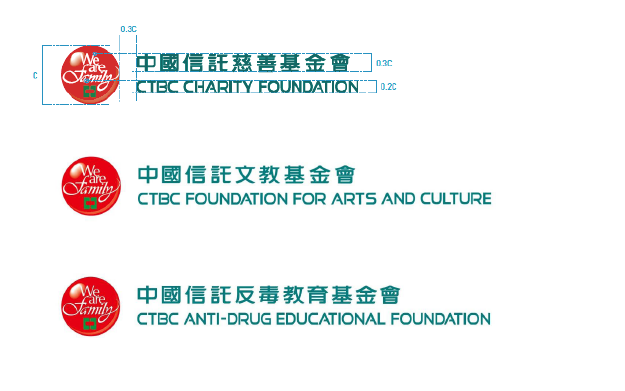 0.3C
C
We
are
Family
中國信託慈善基金會
0.3C
CTBC CHARITY FOUNDATION
0.2C
We
are
Family
中國信託文教基金會
CTBC FOUNDATION FOR ARTS AND CULTURE
We
are
Family
中國信託反毒教育基金會
CTBC ANTI-DRUG EDUCATIONAL FOUNDATION